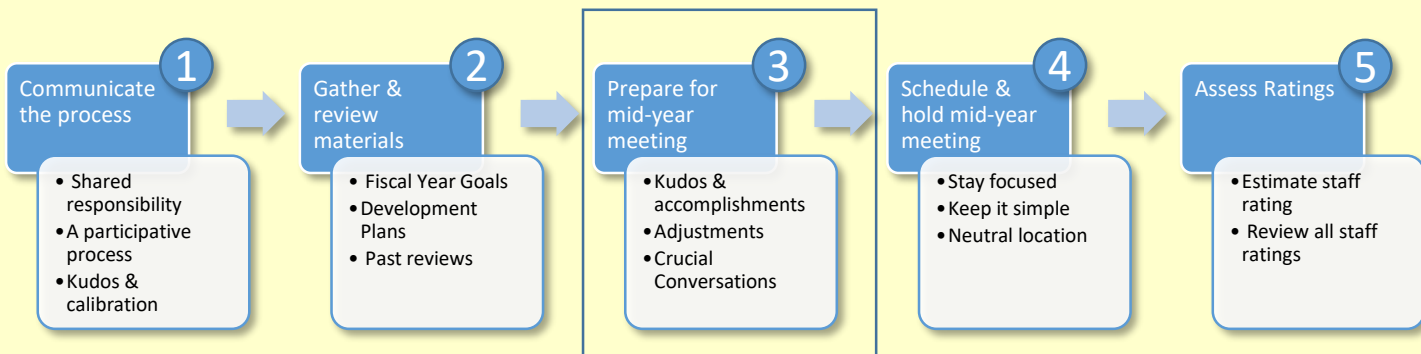 1
Communicate
the process
• Shared
responsibility
• A participative
process
• Kudos &
calibration
2
Gather &
review
materials
• Fiscal Year Goals
• Development
Plans
• Past reviews
3
Prepare for
mid-year
meeting
• Kudos &
accomplishments
• Adjustments
• Crucial
Conversations
4
Schedule &
hold mid-year
meeting
• Stay focused
• Keep it simple
• Neutral location
5
Assess Ratings
• Estimate staff
rating
• Review all staff
ratings